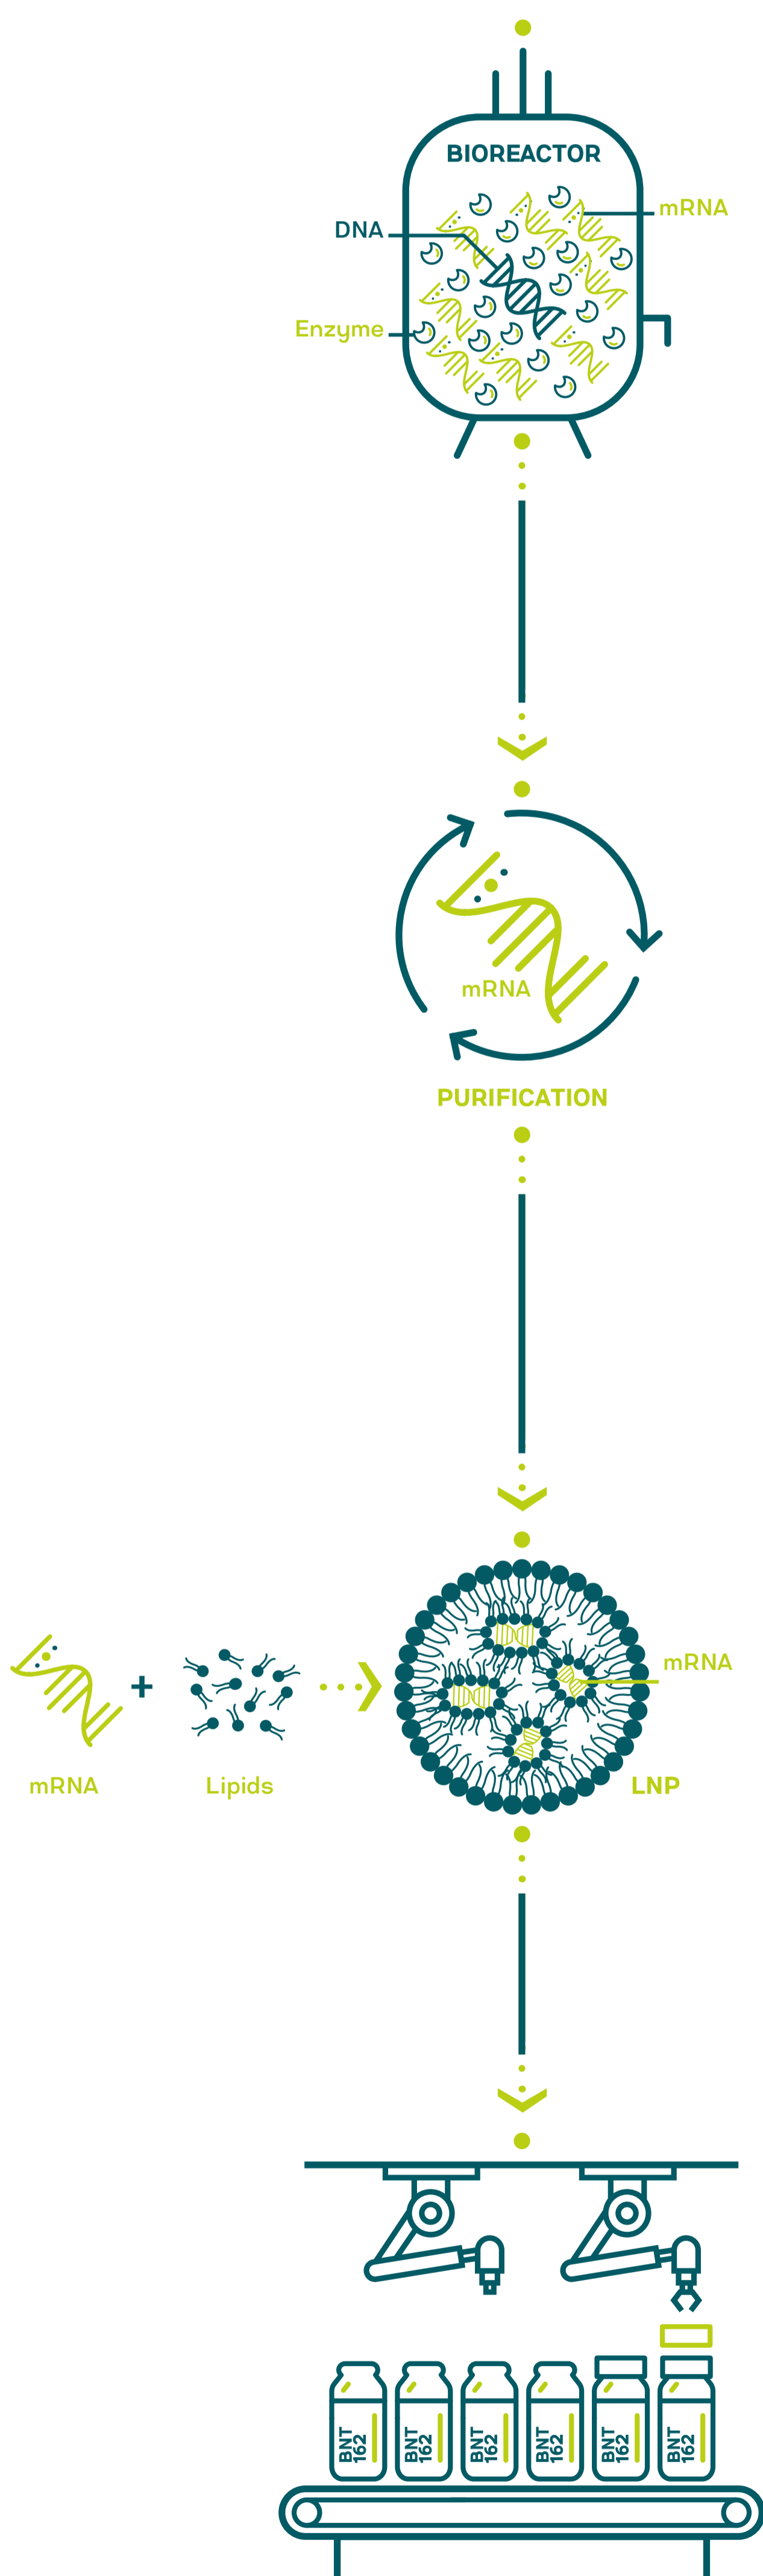 BIOREACTOR
mRNA
DNA
Enzyme
mRNA
PURIFICATION
mRNA
mRNA
Lipids
LNP
BNT
162
BNT
162
BNT
162
BNT
162
BNT
162
BNT
162